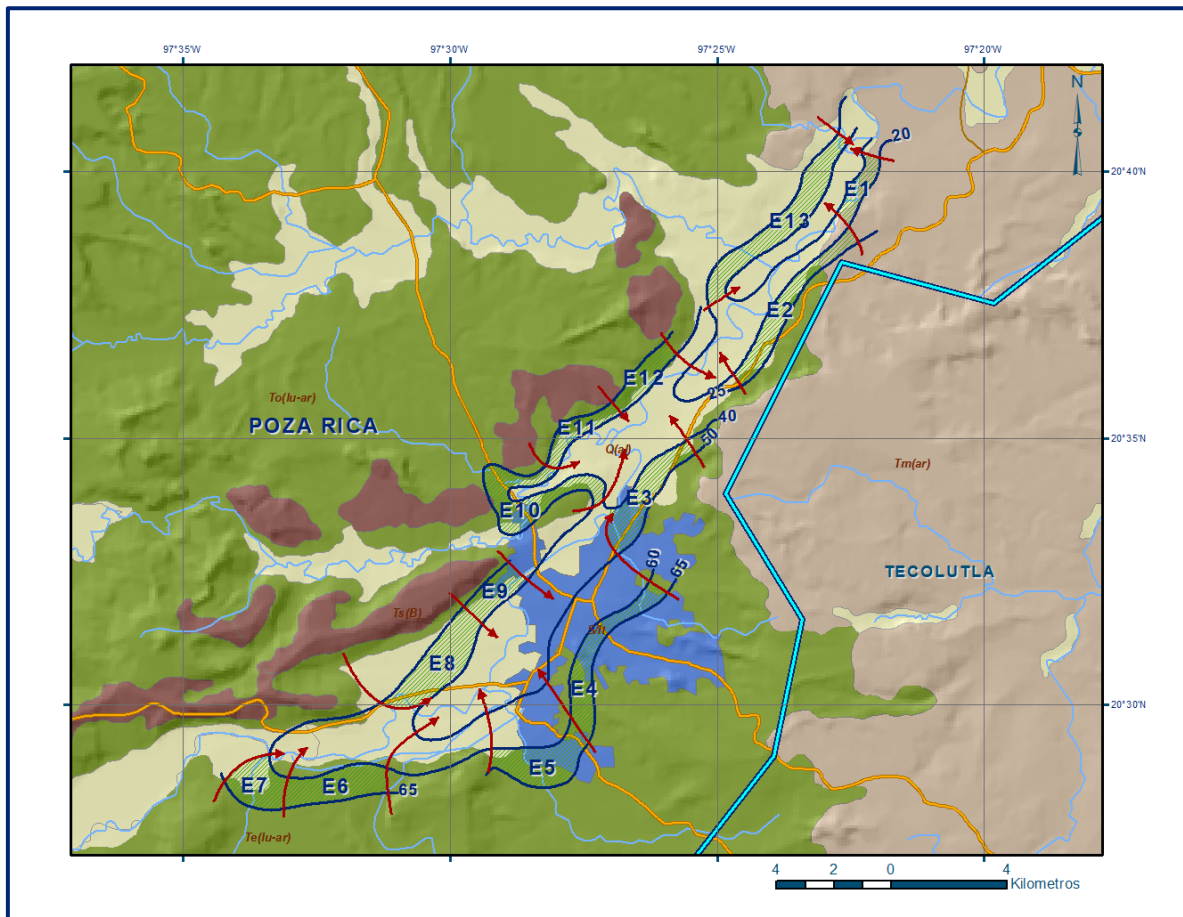 97°35'W 97°30'W 97°25'W 97°20'W
N
20
20°40'N
E1
E13
E2
To(lu-ar)
E12
25
40
POZA RICA
E11
50
20°35'N
Q(al)
Tm(ar)
E10
E3
60
65
TECOLUTLA
E9
Ts(B)
E8
E4
20°30'N
E5
E7
E6
65
Te(lu-ar)
4 2 0 4
Kilometros